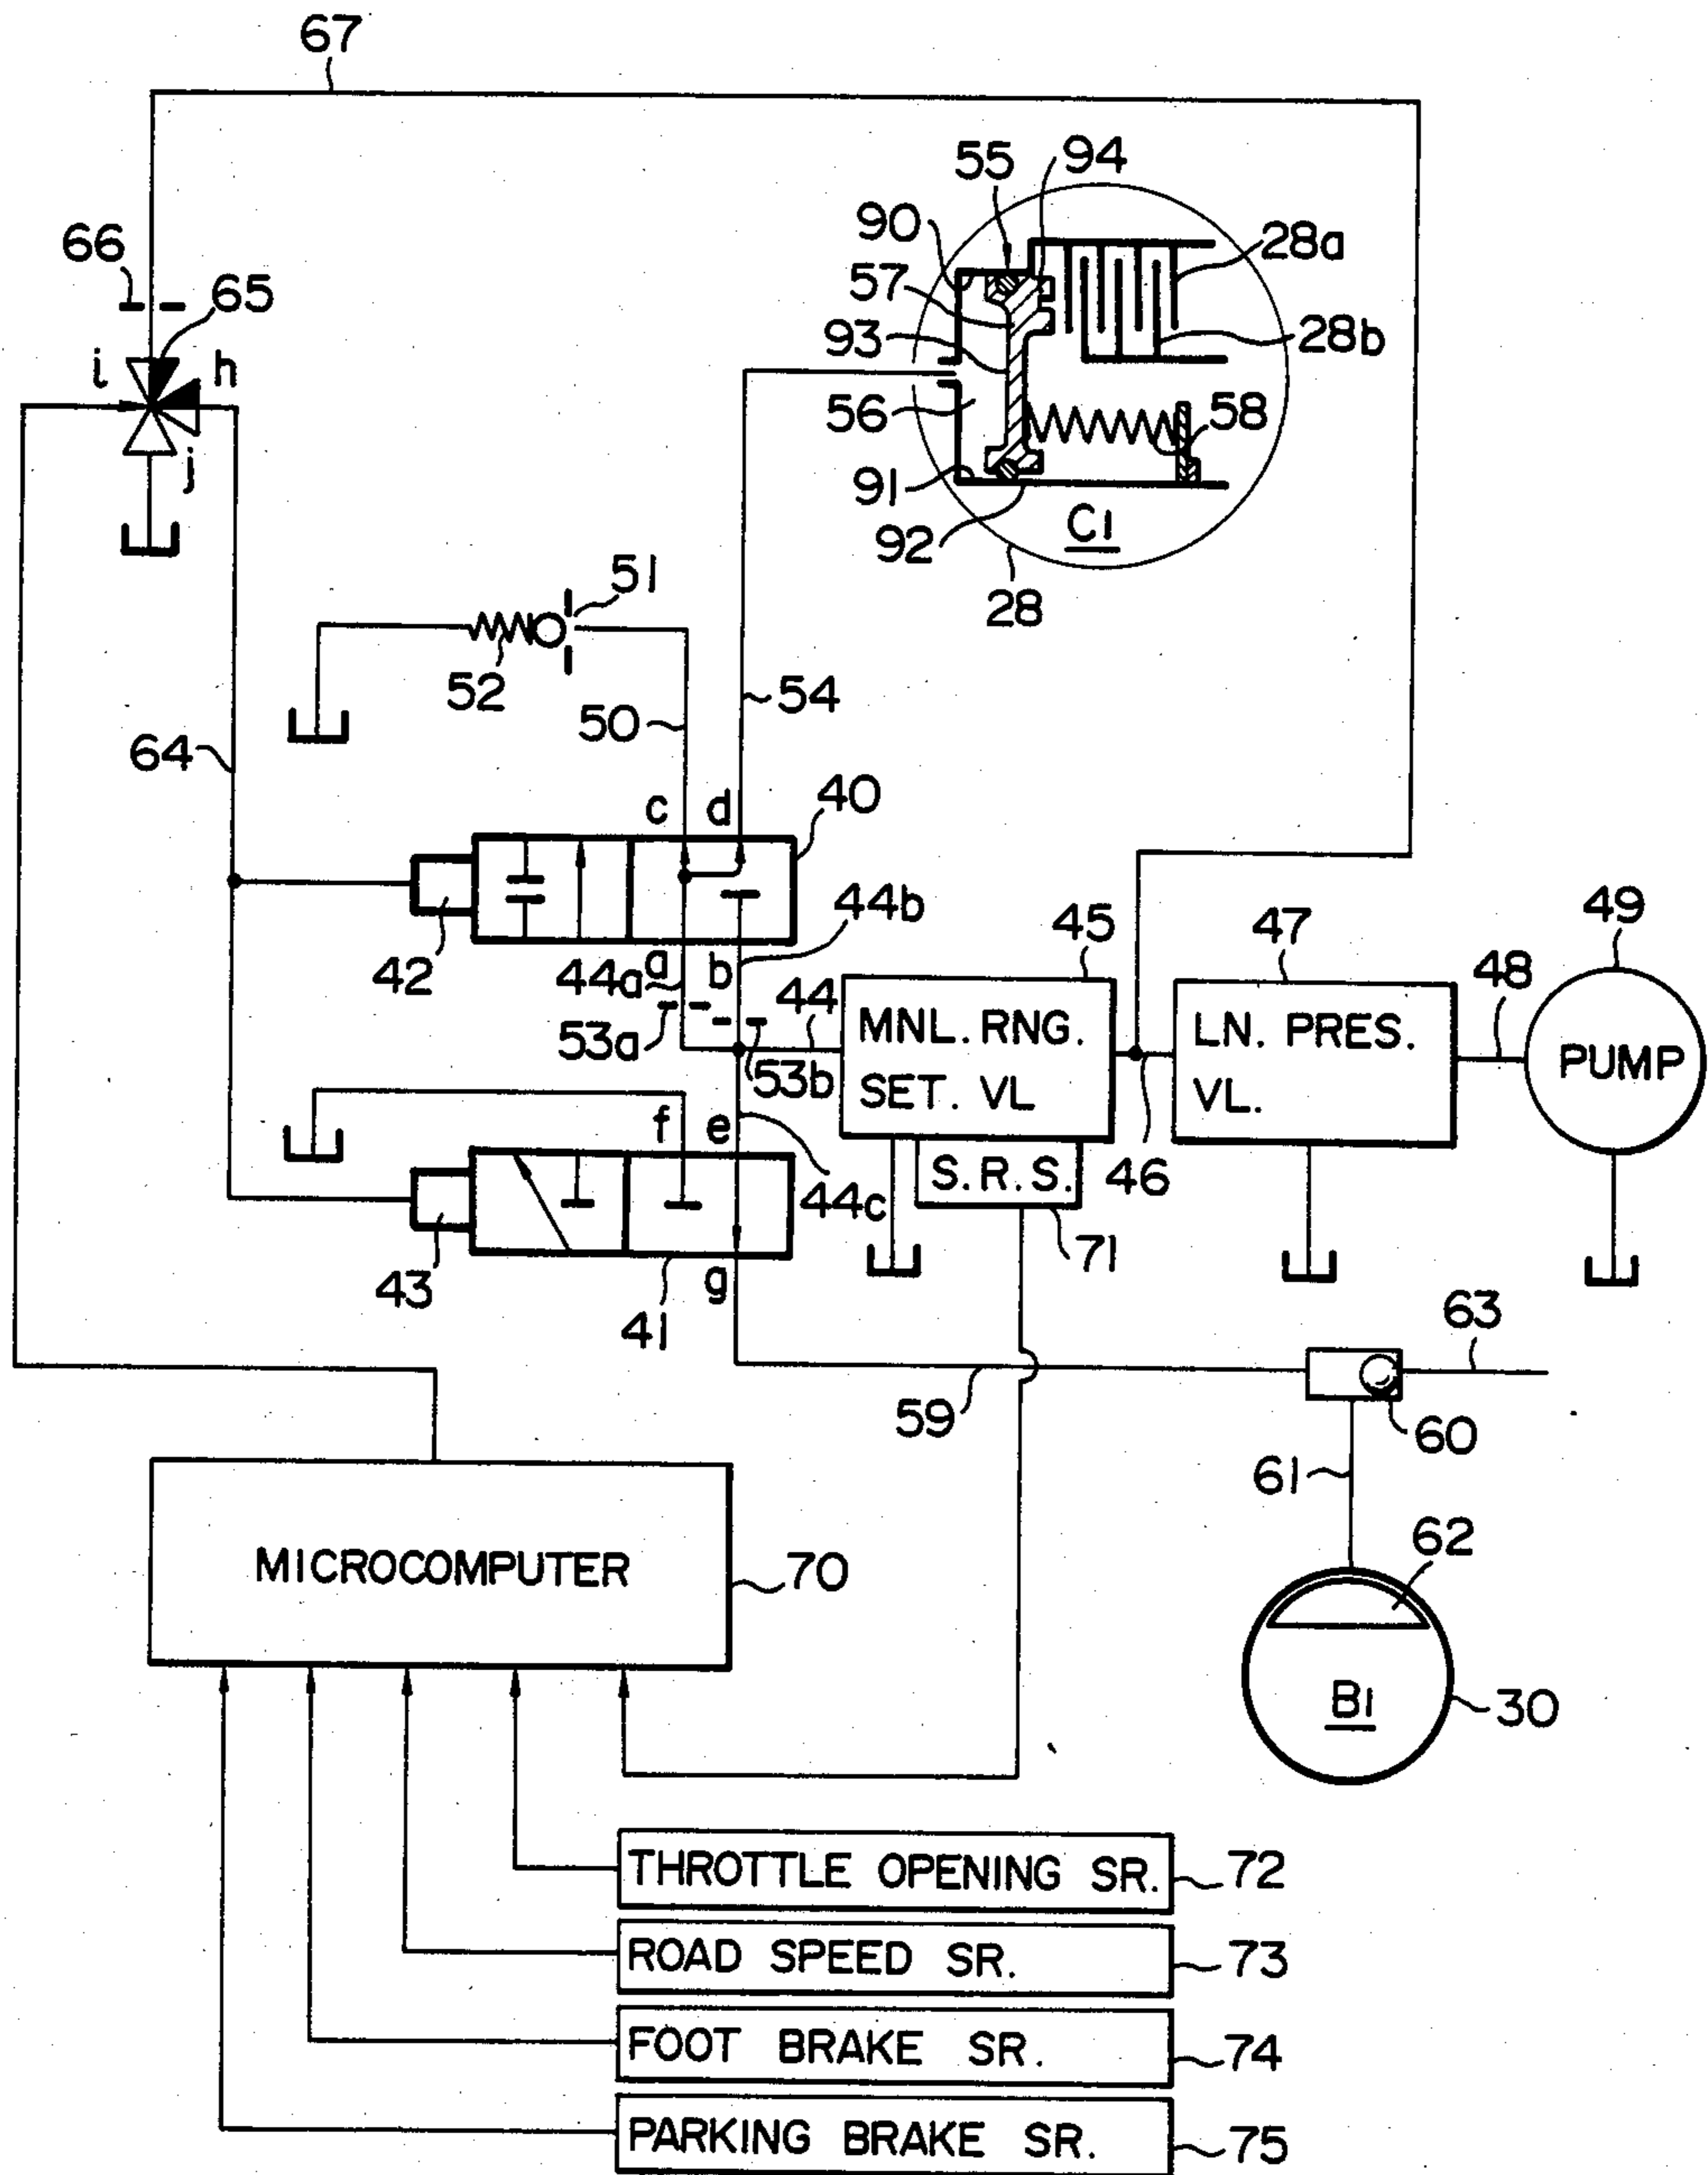 67
55
94
90
28a
66
65
57
i
h
93
28b
56
58
j
91
C1
92
51
28
52
54
50
64
c
d
40
44b
49
45
47
42
44a
a
b
44
48
53a
MNL. RNG.
SET. VL
LN. PRES.
VL.
PUMP
53b
f
e
S.R.S.
46
44c
71
43
g
41
63
59
60
61
MICROCOMPUTER
70
62
B1
30
THROTTLE OPENING SR.
72
ROAD SPEED SR.
73
FOOT BRAKE SR.
74
PARKING BRAKE SR.
75